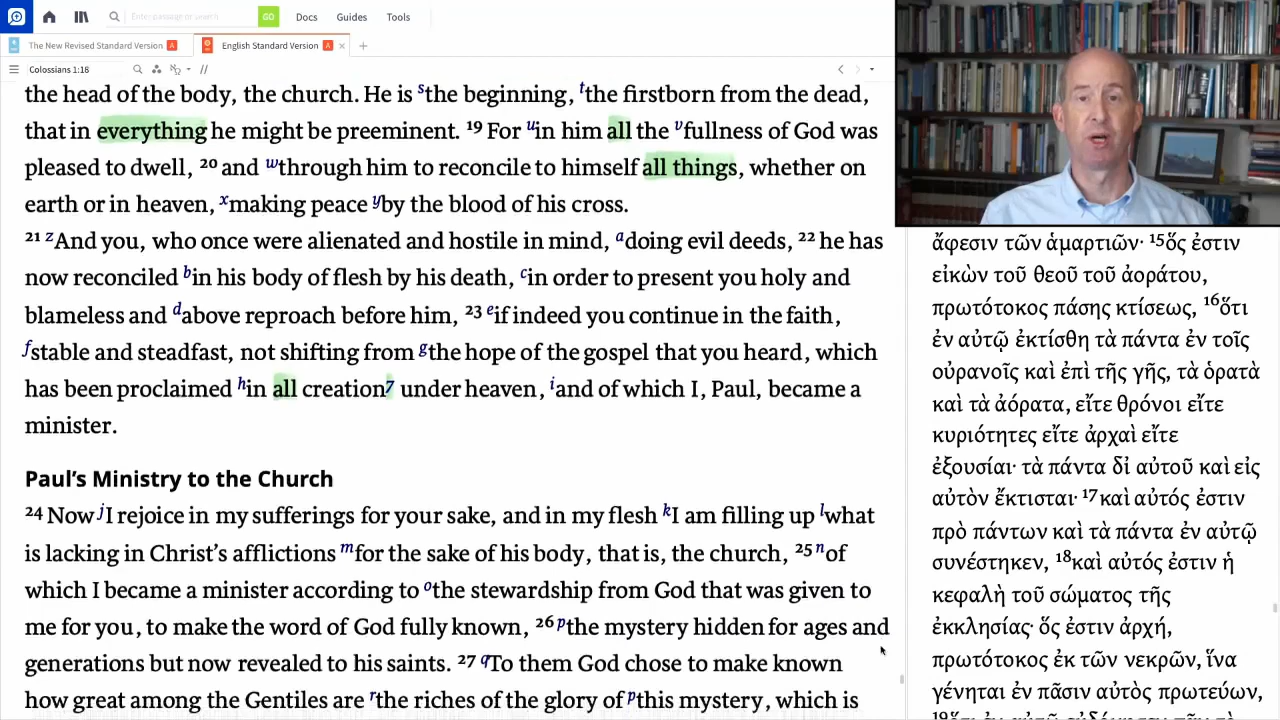 Enter passage or search
GO
Docs
Guides
Tools
The New Revised Standard Version A
English Standard Version A
Colossians 1:18
the head of the body, the church. He is sthe beginning, tthe firstborn from the dead,
that in everything he might be preeminent. 19 For uin him all the vfullness of God was
pleased to dwell, 20 and wthrough him to reconcile to himself all things, whether on
earth or in heaven, xmaking peace yby the blood of his cross.
21 zAnd you, who once were alienated and hostile in mind, adoing evil deeds, 22 he has
now reconciled bin his body of flesh by his death, cin order to present you holy and
blameless and dabove reproach before him, 23 eif indeed you continue in the faith,
fstable and steadfast, not shifting from gthe hope of the gospel that you heard, which
has been proclaimed hin all creation7 under heaven, iand of which I, Paul, became a
minister.
Paul's Ministry to the Church
24 Now jI rejoice in my sufferings for your sake, and in my flesh kI am filling up lwhat
is lacking in Christ's afflictions mfor the sake of his body, that is, the church, 25 nof
which I became a minister according to othe stewardship from God that was given to
me for you, to make the word of God fully known, 26 pthe mystery hidden for ages and
generations but now revealed to his saints. 27 qTo them God chose to make known
how great among the Gentiles are rthe riches of the glory of pthis mystery, which is
ἄφεσιν τῶν ἁμαρτιῶν· 15ὅς ἐστιν
εἰκὼν τοῦ θεοῦ τοῦ ἀοράτου,
πρωτότοκος πάσης κτίσεως, 16ὅτι
ἐν αὐτῷ ἐκτίσθη τὰ πάντα ἐν τοῖς
οὐρανοῖς καὶ ἐπὶ τῆς γῆς, τὰ ὁρατὰ
καὶ τὰ ἀόρατα, εἴτε θρόνοι εἴτε
κυριότητες εἴτε ἀρχαὶ εἴτε
ἐξουσίαι· τὰ πάντα δι᾽ αὐτοῦ καὶ εἰς
αὐτὸν ἔκτισται· 17καὶ αὐτός ἐστιν
πρὸ πάντων καὶ τὰ πάντα ἐν αὐτῷ
συνέστηκεν, 18καὶ αὐτός ἐστιν ἡ
κεφαλὴ τοῦ σώματος τῆς
ἐκκλησίας· ὅς ἐστιν ἀρχή,
πρωτότοκος ἐκ τῶν νεκρῶν, ἵνα
γένηται ἐν πᾶσιν αὐτὸς πρωτεύων,